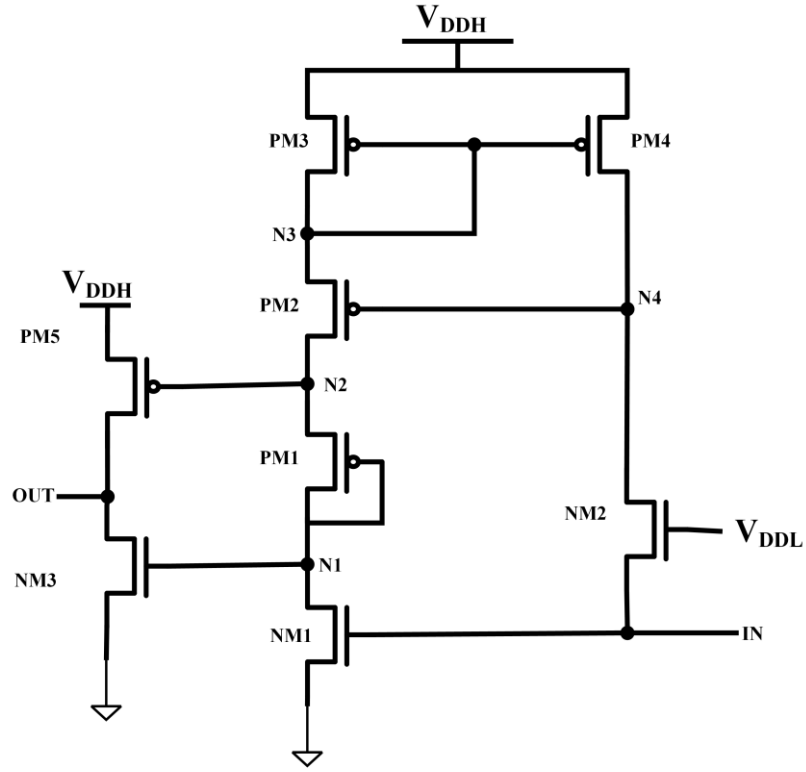 VDDH
PM3
PM4
N3
VDDH
PM2
N4
PM5
N2
PM1
OUT
NM2
VDDL
N1
NM3
NM1
IN